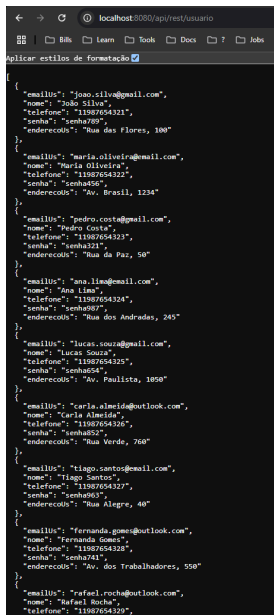 localhost:8080/api/rest/usuario
Bills Learn Tools Docs ? Jobs
Aplicar estilos de formatação
[
{
"emailUs": "joao.silva@gmail.com",
"nome": "João Silva",
"telefone": "11987654321",
"senha": "senha789",
"enderecoUs": "Rua das Flores, 100"
},
{
"emailUs": "maria.oliveira@email.com",
"nome": "Maria Oliveira",
"telefone": "11987654322",
"senha": "senha456",
"enderecoUs": "Av. Brasil, 1234"
},
{
"emailUs": "pedro.costa@gmail.com",
"nome": "Pedro Costa",
"telefone": "11987654323",
"senha": "senha321",
"enderecoUs": "Rua da Paz, 50"
},
{
"emailUs": "ana.lima@email.com",
"nome": "Ana Lima",
"telefone": "11987654324",
"senha": "senha987",
"enderecoUs": "Rua dos Andradas, 245"
},
{
"emailUs": "lucas.souza@gmail.com",
"nome": "Lucas Souza",
"telefone": "11987654325",
"senha": "senha654",
"enderecoUs": "Av. Paulista, 1050"
},
{
"emailUs": "carla.almeida@outlook.com",
"nome": "Carla Almeida",
"telefone": "11987654326",
"senha": "senha852",
"enderecoUs": "Rua Verde, 760"
},
{
"emailUs": "tiago.santos@email.com",
"nome": "Tiago Santos",
"telefone": "11987654327",
"senha": "senha963",
"enderecoUs": "Rua Alegre, 40"
},
{
"emailUs": "fernanda.gomes@outlook.com",
"nome": "Fernanda Gomes",
"telefone": "11987654328",
"senha": "senha741",
"enderecoUs": "Av. dos Trabalhadores, 550"
},
{
"emailUs": "rafael.rocha@outlook.com",
"nome": "Rafael Rocha",
"telefone": "11987654329",